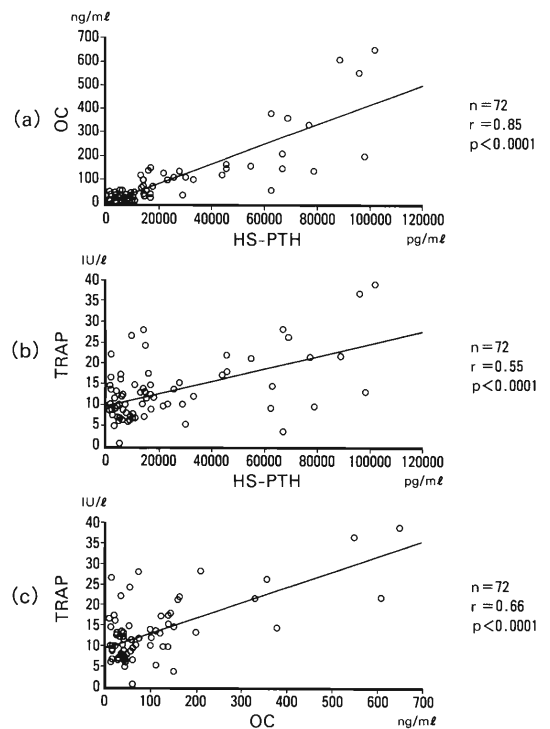 ng/mℓ
700
600
500
400
300
200
100
0
(a)
OC
0 20000 40000 60000 80000 100000 120000
HS-PTH
pg/mℓ
n=72
r=0.85
p<0.0001
IU/ℓ
40
35
30
25
20
15
10
5
0
(b)
TRAP
0 20000 40000 60000 80000 100000 120000
HS-PTH
pg/mℓ
n=72
r=0.55
p<0.0001
IU/ℓ
40
35
30
25
20
15
10
5
0
(c)
TRAP
0 100 200 300 400 500 600 700
OC
ng/mℓ
n=72
r=0.66
p<0.0001